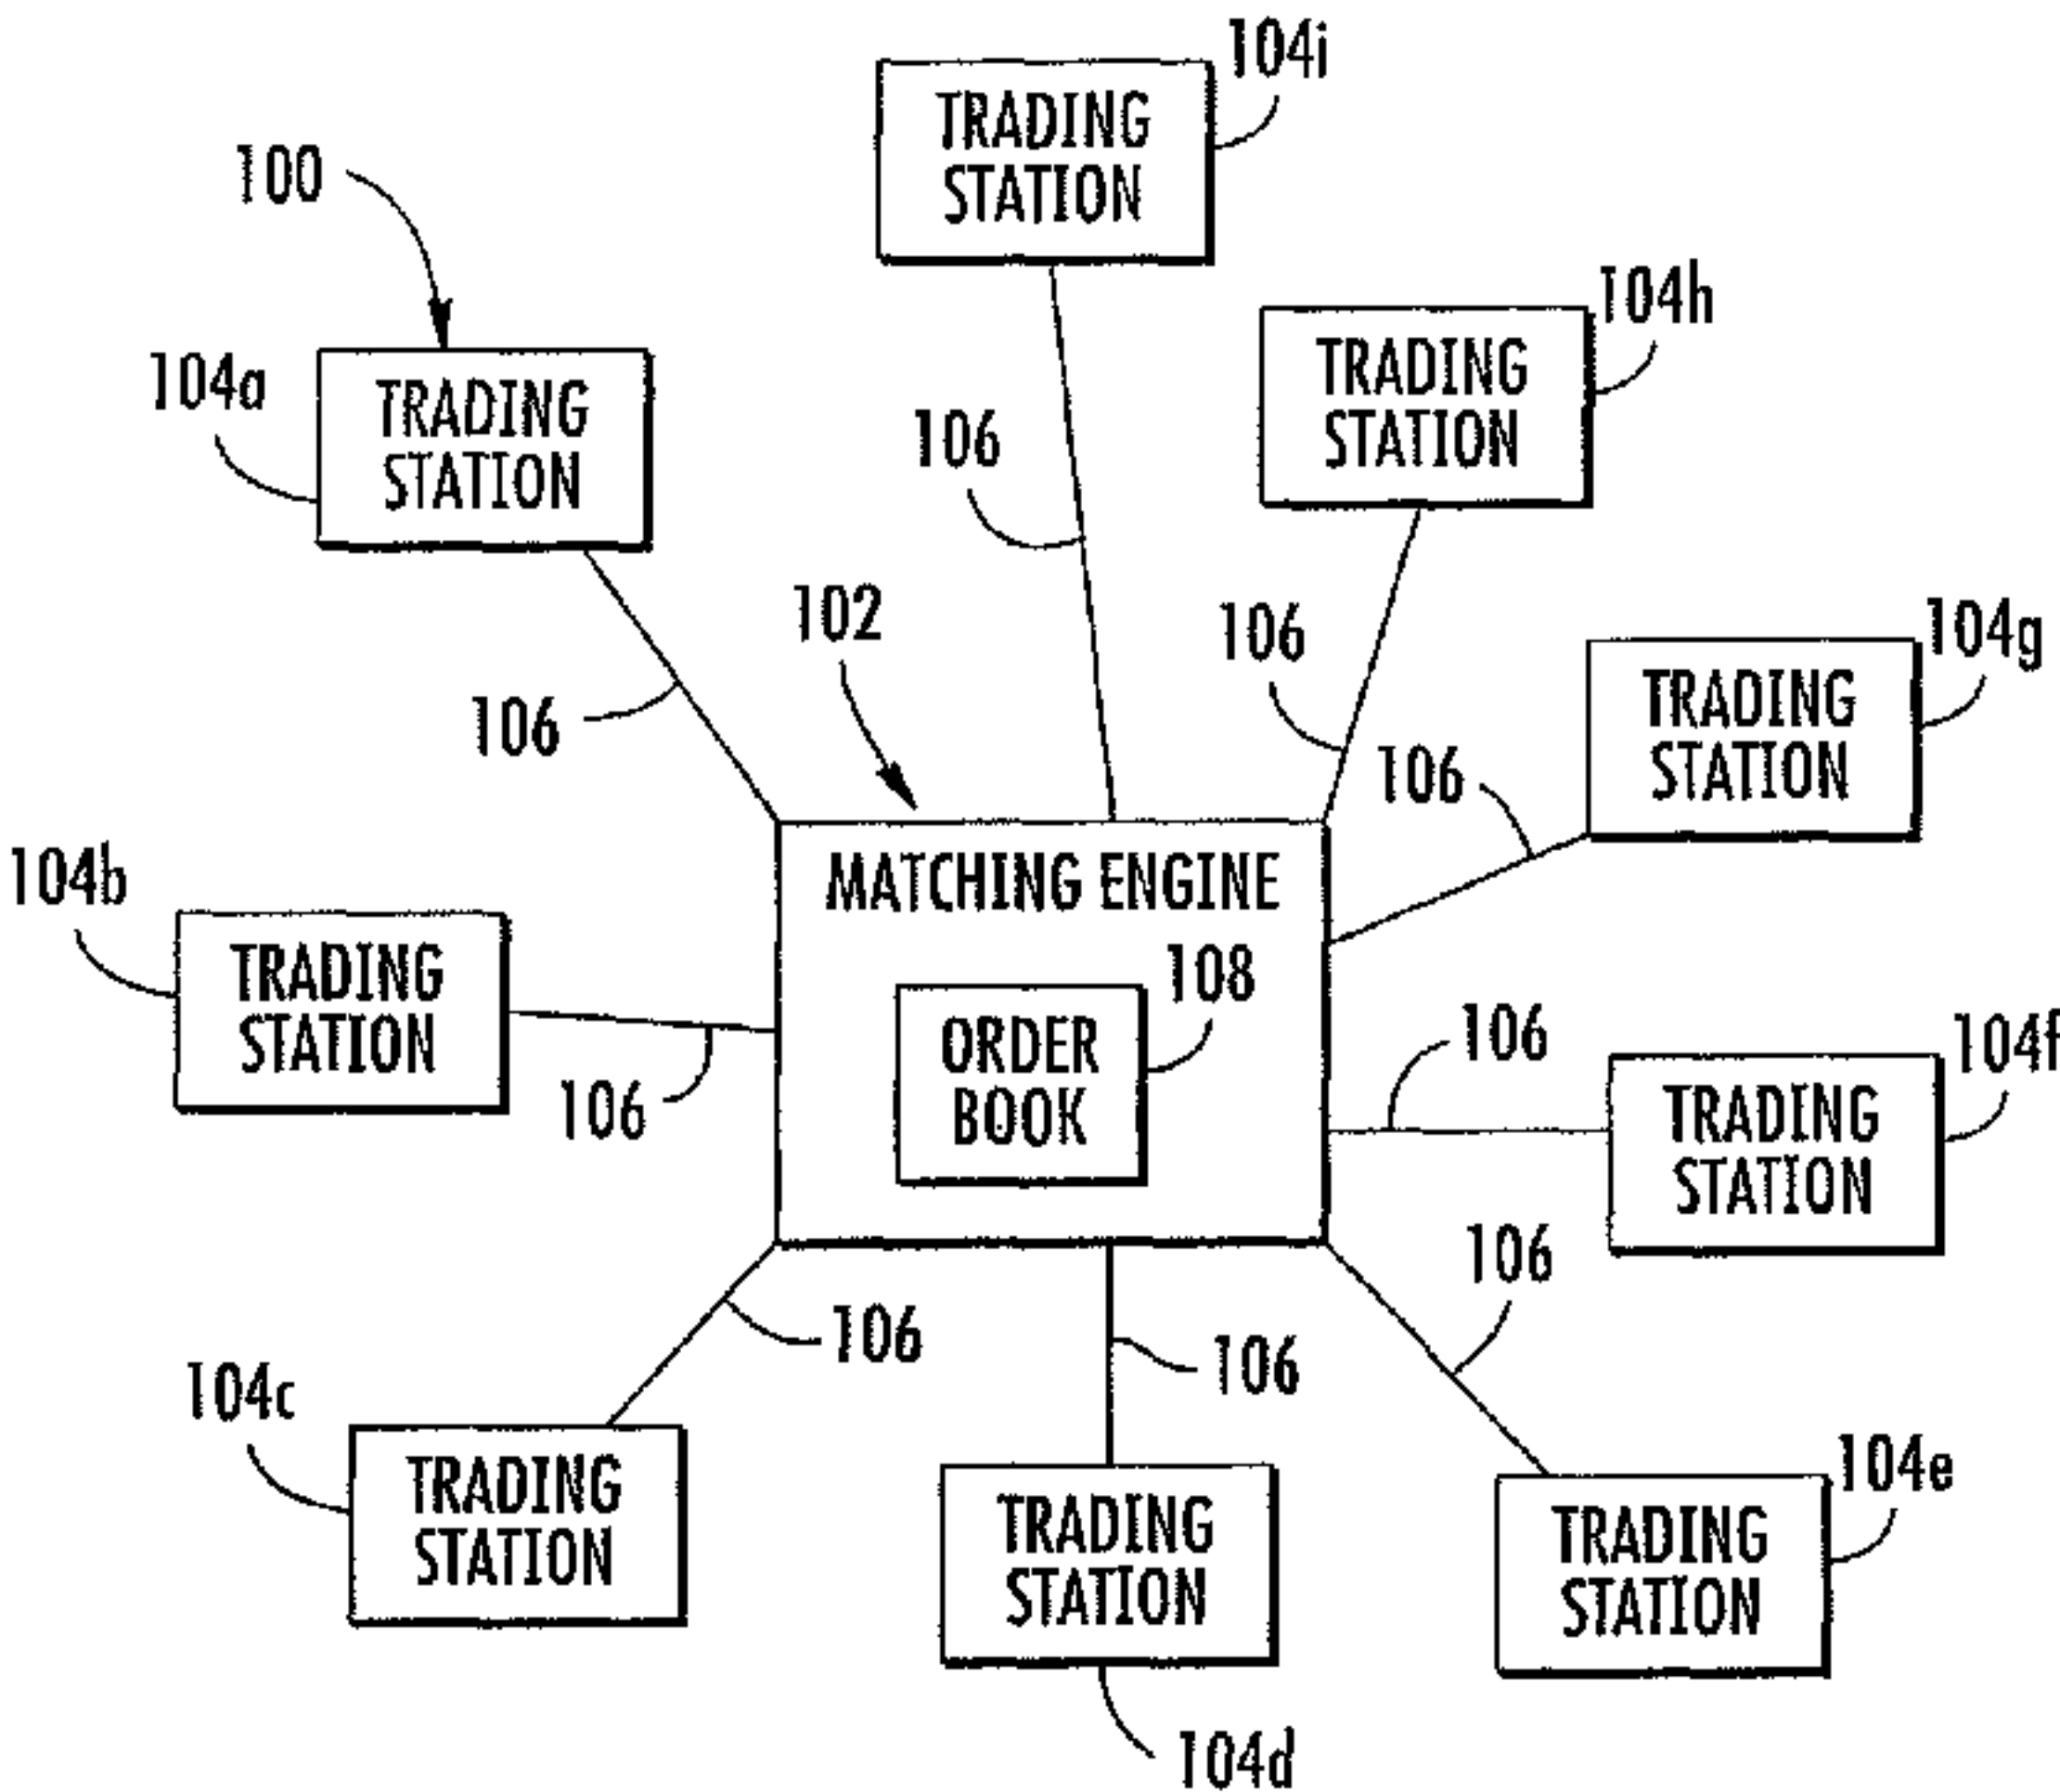 104i
TRADING
STATION
100
104h
TRADING
STATION
104a
TRADING
STATION
106
102
106
104g
TRADING
STATION
106
106
MATCHING ENGINE
104b
TRADING
STATION
108
ORDER
BOOK
106
106
104f
TRADING
STATION
106
106
106
104c
TRADING
STATION
104e
TRADING
STATION
TRADING
STATION
104d